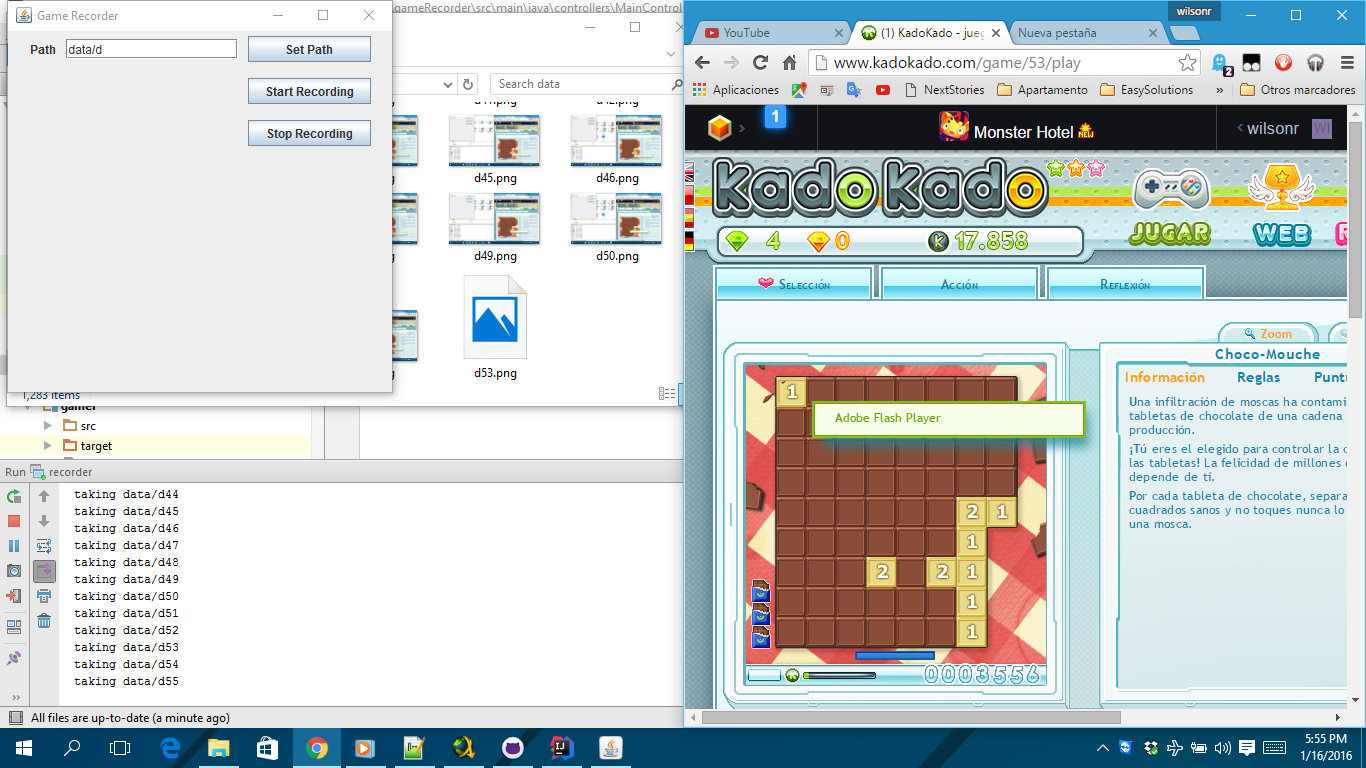 Game Recorder
Path data/d Set Path
Start Recording
Stop Recording
.gameRecorder\src\main\java\controllers\MainControl
Search data
d45.png
d46.png
d49.png
d50.png
d53.png
1,283 items
gamer
src
target
Run recorder
taking data/d44
taking data/d45
taking data/d46
taking data/d47
taking data/d48
taking data/d49
taking data/d50
taking data/d51
taking data/d52
taking data/d53
taking data/d54
taking data/d55
All files are up-to-date (a minute ago)
wilsonr
YouTube
(1) KadoKado - jueg
Nueva pestaña
www.kadokado.com/game/53/play
2
Aplicaciones
NextStories
Apartamento
EasySolutions
»
Otros marcadores
1
Monster Hotel NEW
wilsonr WI
kadokado
JUGAR
WEB
4
0
K 17.858
Selección
Acción
Reflexión
Zoom
Choco-Mouche
Información Reglas Puntu
Una infiltración de moscas ha contami
tabletas de chocolate de una cadena
producción.
¡Tú eres el elegido para controlar la c
las tabletas! La felicidad de millones d
depende de ti.
Por cada tableta de chocolate, separa
cuadrados sanos y no toques nunca lo
una mosca.
1
Adobe Flash Player
2 1
1
2 2 1
1
1
0003556
5:55 PM
1/16/2016